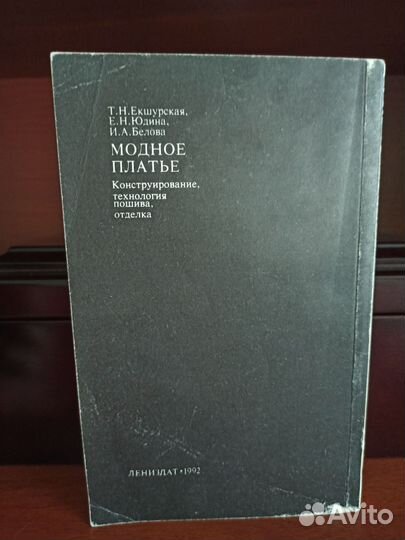 Т.Н.Екшурская,
Е.Н.Юдина,
И.А.Белова
МОДНОЕ
ПЛАТЬЕ
Конструирование,
технология
пошива,
отделка
ЛЕНИЗДАТ•1992
Avito